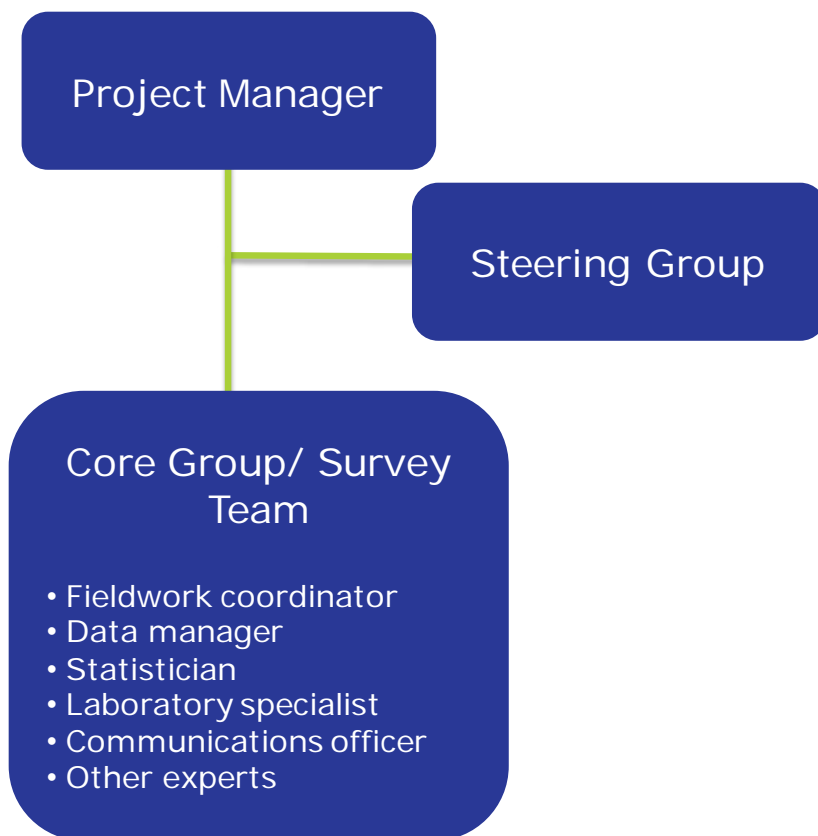 Project Manager
Steering Group
Core Group/ Survey
Team
• Fieldwork coordinator
• Data manager
• Statistician
• Laboratory specialist
• Communications officer
• Other experts